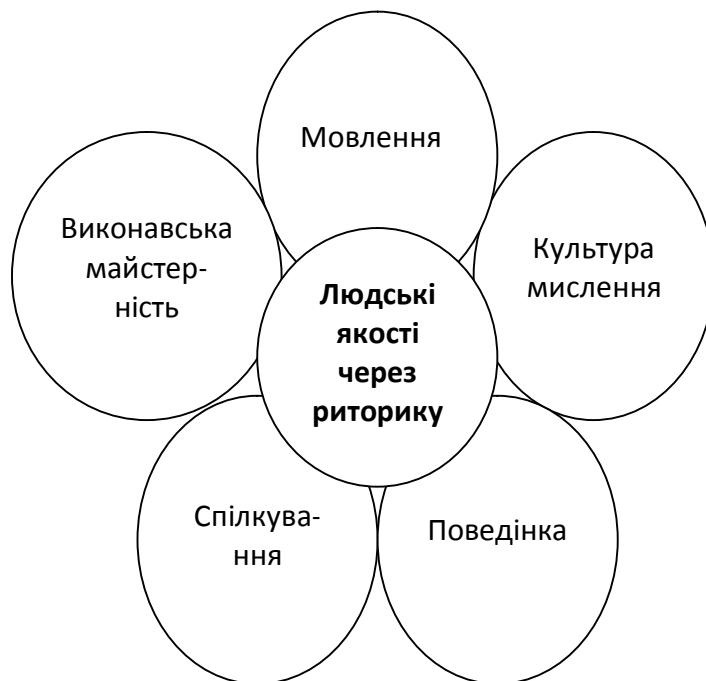 Мовлення
Виконавська
майстер-
ність
Культура
мислення
Людські
якості
через
риторику
Спілкува-
ння
Поведінка